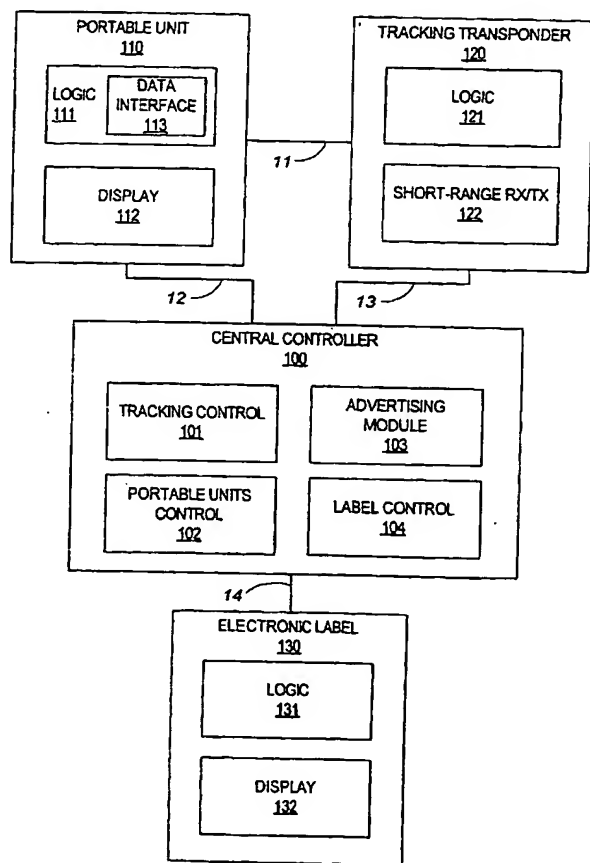 PORTABLE UNIT
110
LOGIC
111
DATA
INTERFACE
113
DISPLAY
112
TRACKING TRANSPONDER
120
LOGIC
121
SHORT-RANGE RX/TX
122
11
12
13
CENTRAL CONTROLLER
100
TRACKING CONTROL
101
ADVERTISING
MODULE
103
PORTABLE UNITS
CONTROL
102
LABEL CONTROL
104
14
ELECTRONIC LABEL
130
LOGIC
131
DISPLAY
132